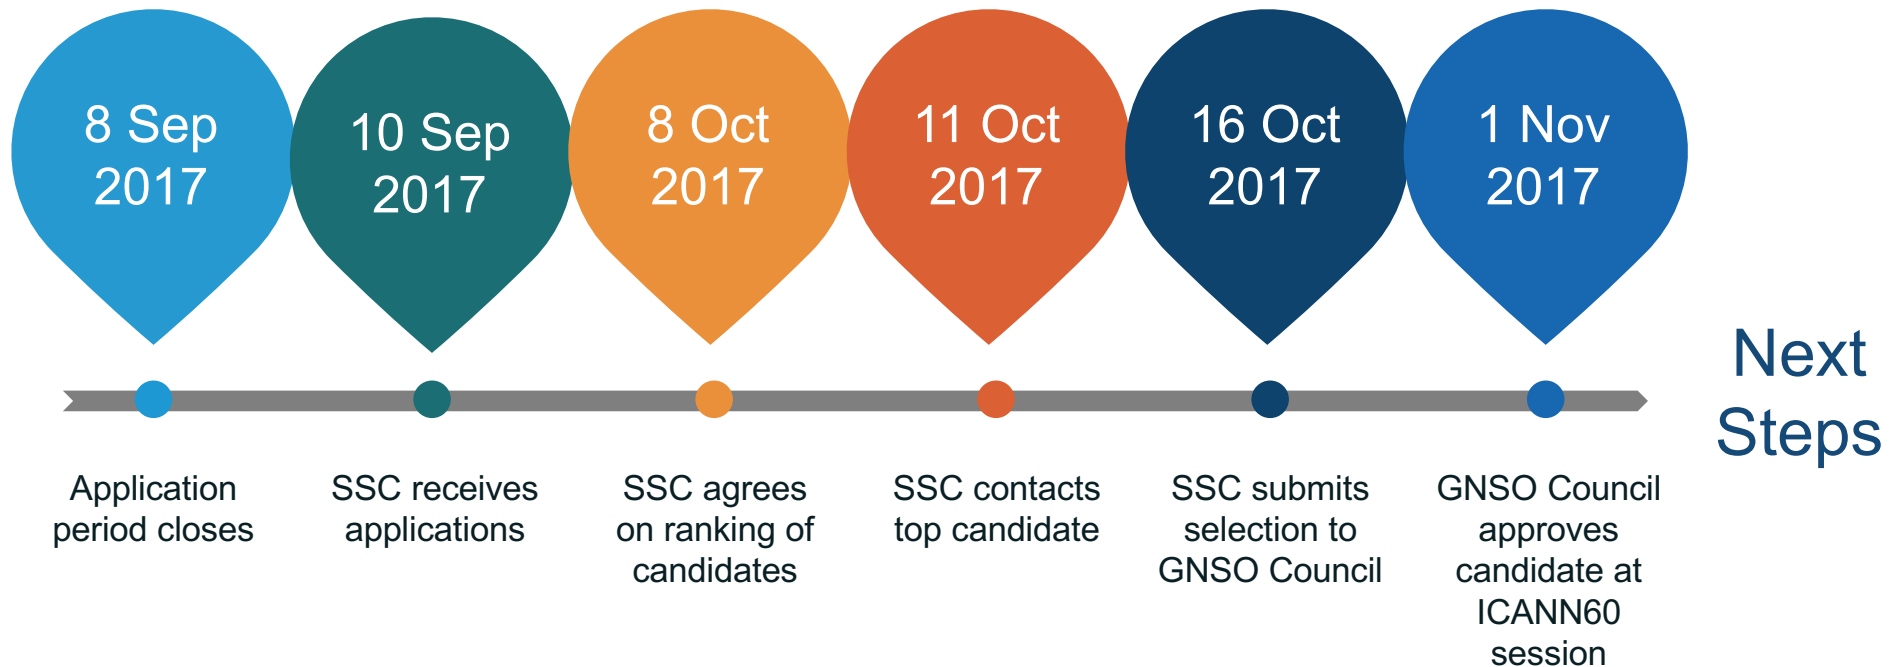 8 Sep
2017
10 Sep
2017
8 Oct
2017
11 Oct
2017
16 Oct
2017
1 Nov
2017
Next
Steps
Application
period closes
SSC receives
applications
SSC agrees
on ranking of
candidates
SSC contacts
top candidate
SSC submits
selection to
GNSO Council
GNSO Council
approves
candidate at
ICANN60
session